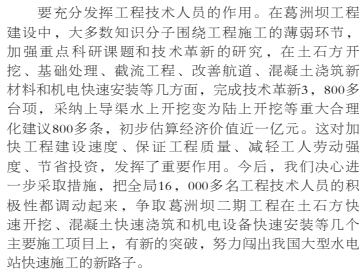 要充分发挥工程技术人员的作用。在葛洲坝工程
建设中，大多数知识分子围绕工程施工的薄弱环节，
加强重点科研课题和技术革新的研究，在土石方开
挖、基础处理、截流工程、改善航道、混凝土浇筑新
材料和机电快速安装等几方面，完成技术革新3，800多
台项，采纳上导渠水上开挖变为陆上开挖等重大合理
化建议800多条，初步估算经济价值近一亿元。这对加
快工程建设速度、保证工程质量、减轻工人劳动强
度、节省投资，发挥了重要作用。今后，我们决心进
一步采取措施，把全局16，000多名工程技术人员的积
极性都调动起来，争取葛洲坝二期工程在土石方快
速开挖、混凝土快速浇筑和机电设备快速安装等几个
主要施工项目上，有新的突破，努力闯出我国大型水电
站快速施工的新路子。